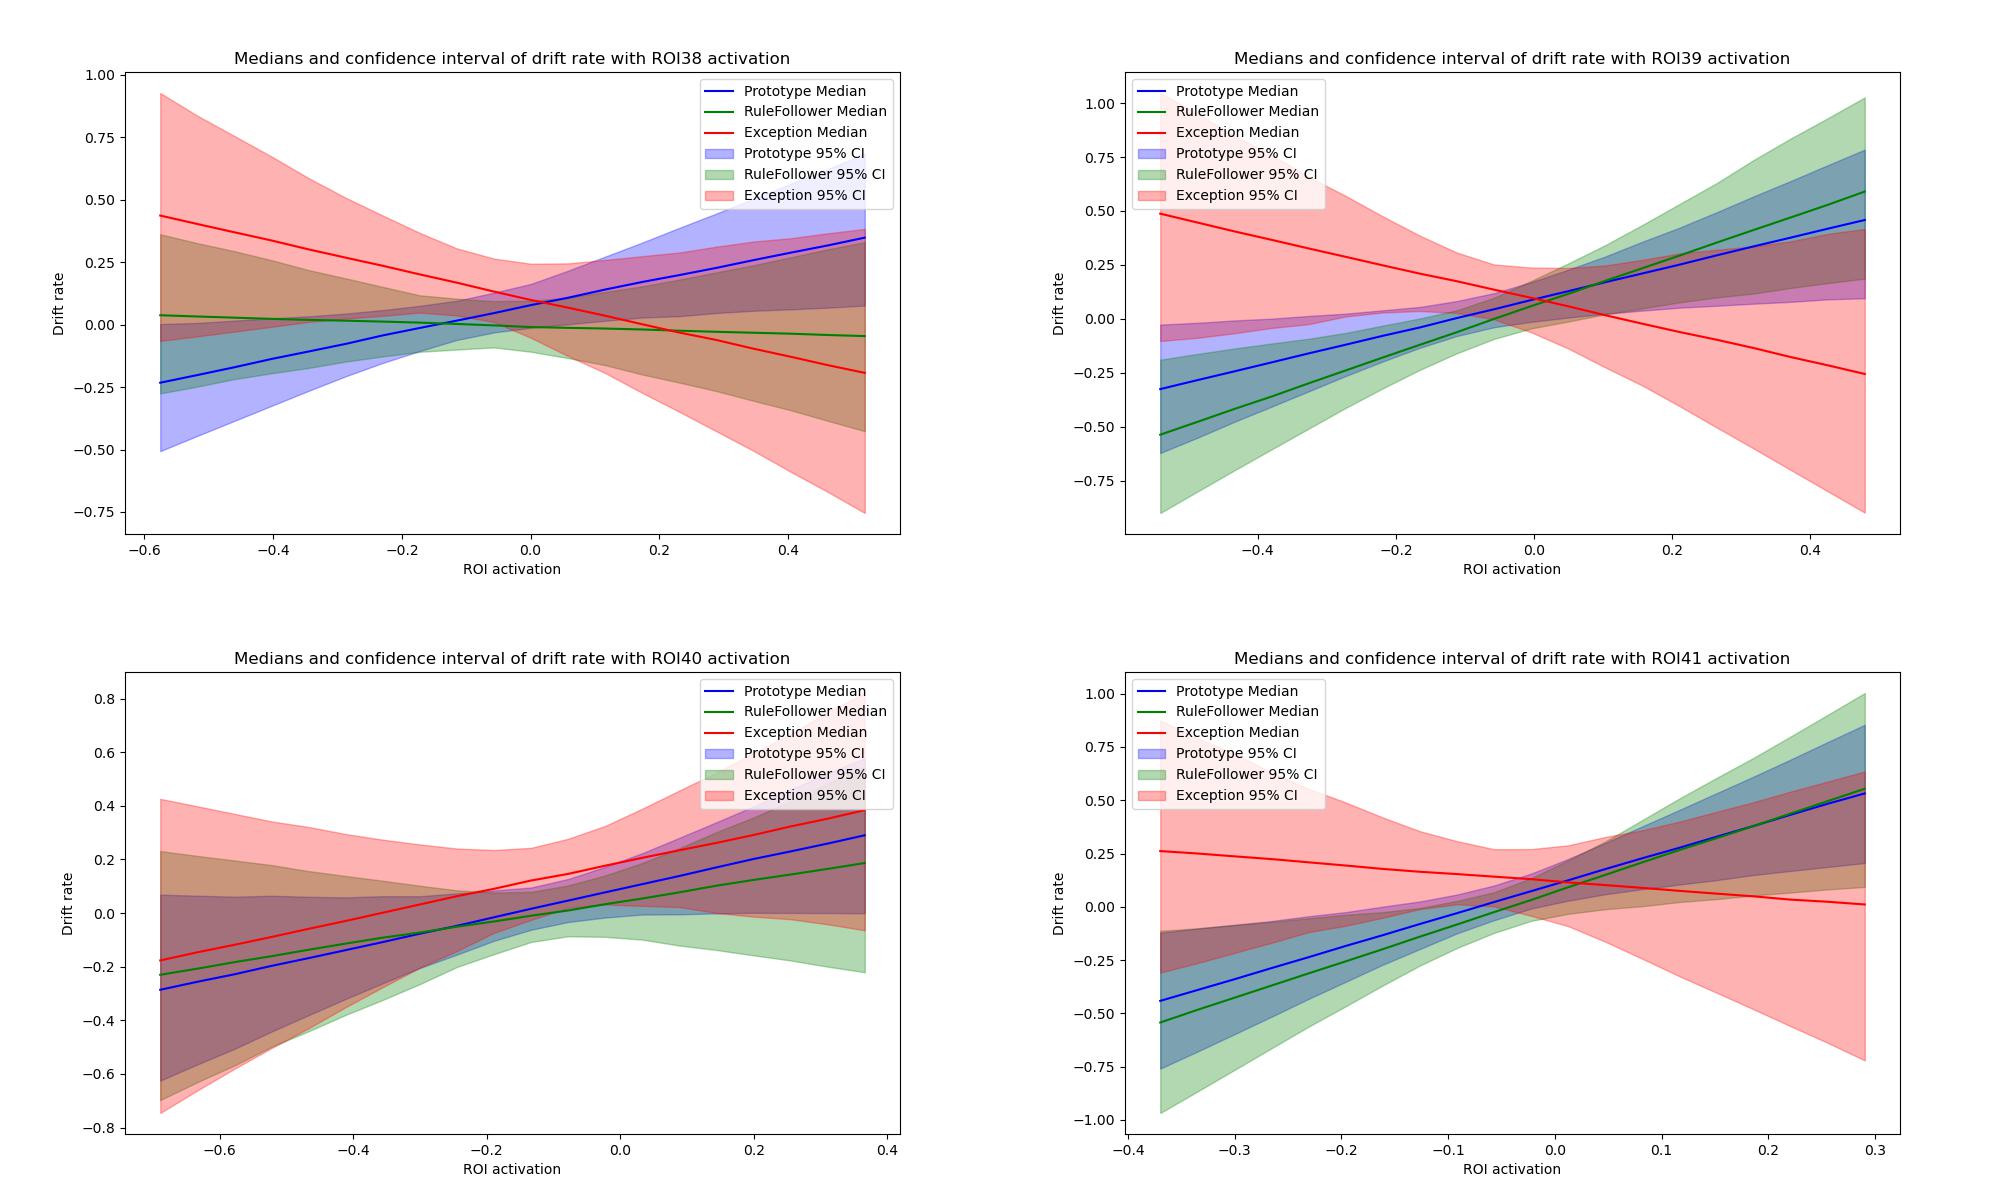 Medians and confidence interval of drift rate with ROI38 activation
1.00
0.75
0.50
0.25
0.00
−0.25
−0.50
−0.75
Drift rate
Prototype Median
RuleFollower Median
Exception Median
Prototype 95% CI
RuleFollower 95% CI
Exception 95% CI
−0.6 −0.4 −0.2 0.0 0.2 0.4
ROI activation
Medians and confidence interval of drift rate with ROI39 activation
1.00
0.75
0.50
0.25
0.00
−0.25
−0.50
−0.75
Drift rate
Prototype Median
RuleFollower Median
Exception Median
Prototype 95% CI
RuleFollower 95% CI
Exception 95% CI
−0.4 −0.2 0.0 0.2 0.4
ROI activation
Medians and confidence interval of drift rate with ROI40 activation
0.8
0.6
0.4
0.2
0.0
−0.2
−0.4
−0.6
−0.8
Drift rate
Prototype Median
RuleFollower Median
Exception Median
Prototype 95% CI
RuleFollower 95% CI
Exception 95% CI
−0.6 −0.4 −0.2 0.0 0.2 0.4
ROI activation
Medians and confidence interval of drift rate with ROI41 activation
1.00
0.75
0.50
0.25
0.00
−0.25
−0.50
−0.75
−1.00
Drift rate
Prototype Median
RuleFollower Median
Exception Median
Prototype 95% CI
RuleFollower 95% CI
Exception 95% CI
−0.4 −0.3 −0.2 −0.1 0.0 0.1 0.2 0.3
ROI activation